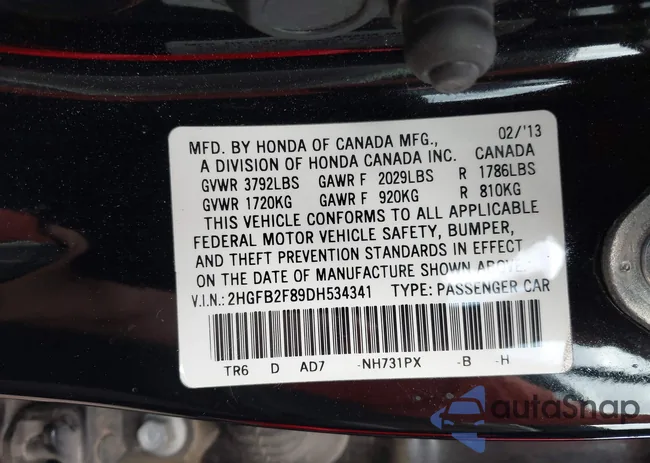 MFD. BY HONDA OF CANADA MFG., 02/'13
A DIVISION OF HONDA CANADA INC. CANADA
GVWR 3792LBS GAWR F 2029LBS R 1786LBS
GVWR 1720KG GAWR F 920KG R 810KG
THIS VEHICLE CONFORMS TO ALL APPLICABLE
FEDERAL MOTOR VEHICLE SAFETY, BUMPER,
AND THEFT PREVENTION STANDARDS IN EFFECT
ON THE DATE OF MANUFACTURE SHOWN ABOVE.
V.I.N.: 2HGFB2F89DH534341 TYPE: PASSENGER CAR
TR6 D AD7 -NH731PX -B -H
autoSnap